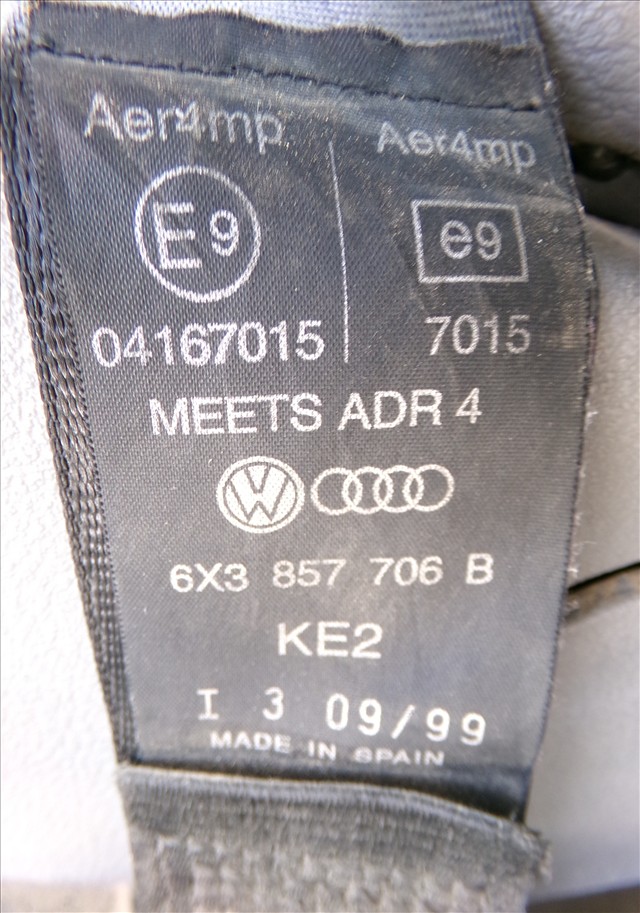 Aer4mp Aer4mp
E9 e9
04167015 7015
MEETS ADR 4
6X3 857 706 B
KE2
I 3 09/99
MADE IN SPAIN